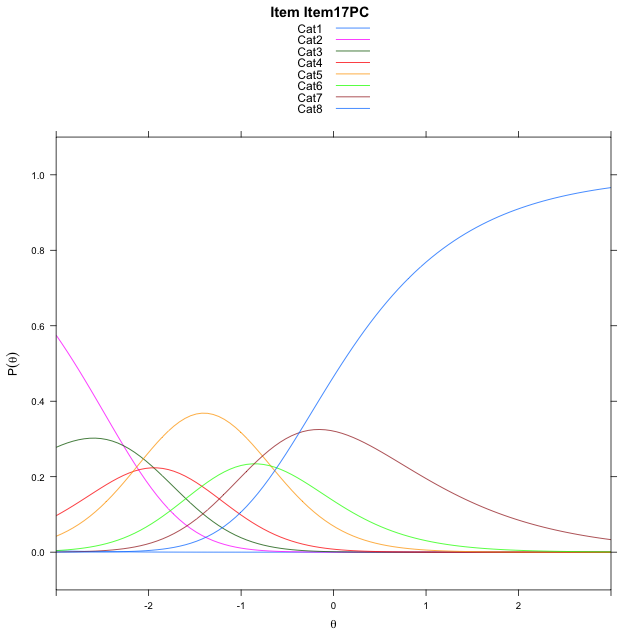 Item Item17PC
Cat1
Cat2
Cat3
Cat4
Cat5
Cat6
Cat7
Cat8
1.0
0.8
0.6
0.4
0.2
0.0
P(θ)
-2 -1 0 1 2
θ